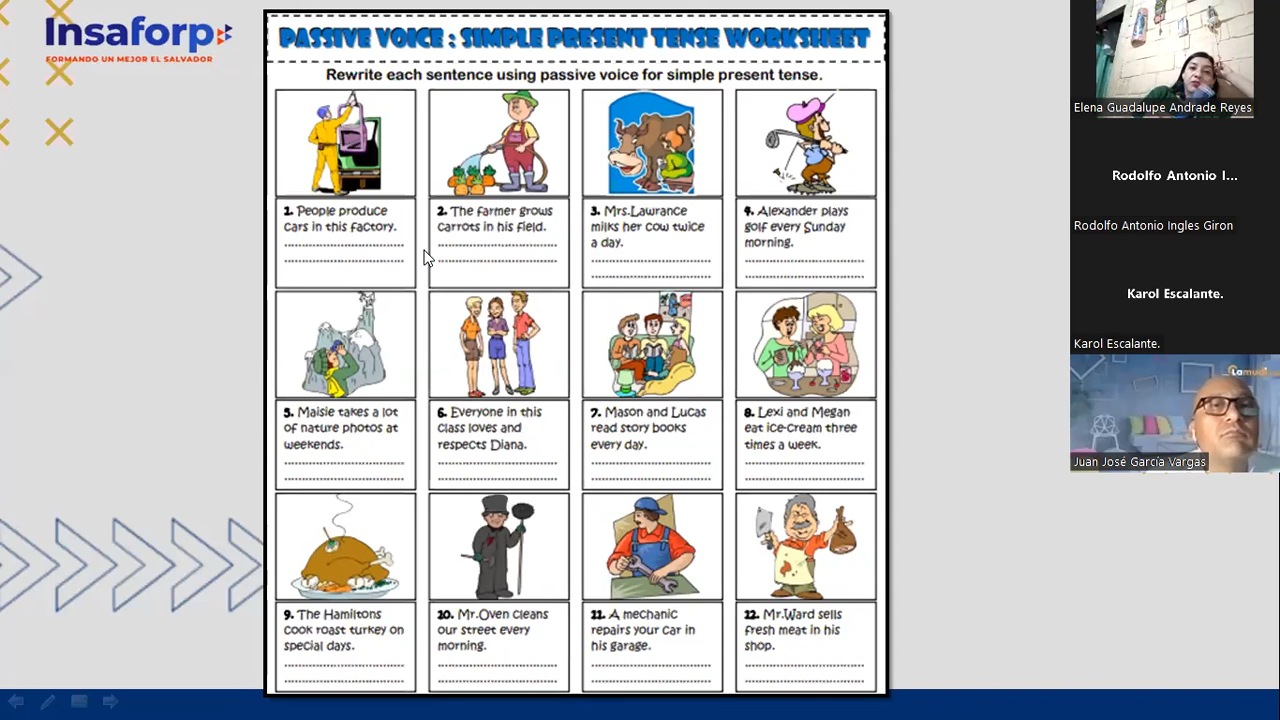 Insaforp
FORMANDO UN MEJOR EL SALVADOR
PASSIVE VOICE : SIMPLE PRESENT TENSE WORKSHEET
Rewrite each sentence using passive voice for simple present tense.
1. People produce
cars in this factory.
2. The farmer grows
carrots in his field.
3. Mrs.Lawrance
milks her cow twice
a day.
4. Alexander plays
golf every Sunday
morning.
5. Maisie takes a lot
of nature photos at
weekends.
6. Everyone in this
class loves and
respects Diana.
7. Mason and Lucas
read story books
every day.
8. Lexi and Megan
eat ice-cream three
times a week.
9. The Hamiltons
cook roast turkey on
special days.
10. Mr.Oven cleans
our street every
morning.
11. A mechanic
repairs your car in
his garage.
12. Mr.Ward sells
fresh meat in his
shop.
Elena Guadalupe Andrade Reyes
Rodolfo Antonio I...
Rodolfo Antonio Ingles Giron
Karol Escalante.
Karol Escalante.
Juan José García Vargas